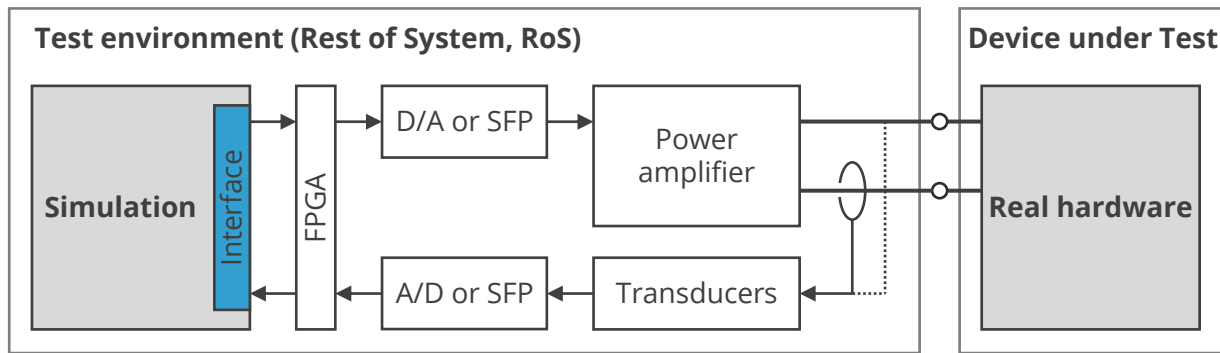 Test environment (Rest of System, RoS)
Device under Test
Simulation
Interface
FPGA
D/A or SFP
Power
amplifier
A/D or SFP
Transducers
Real hardware